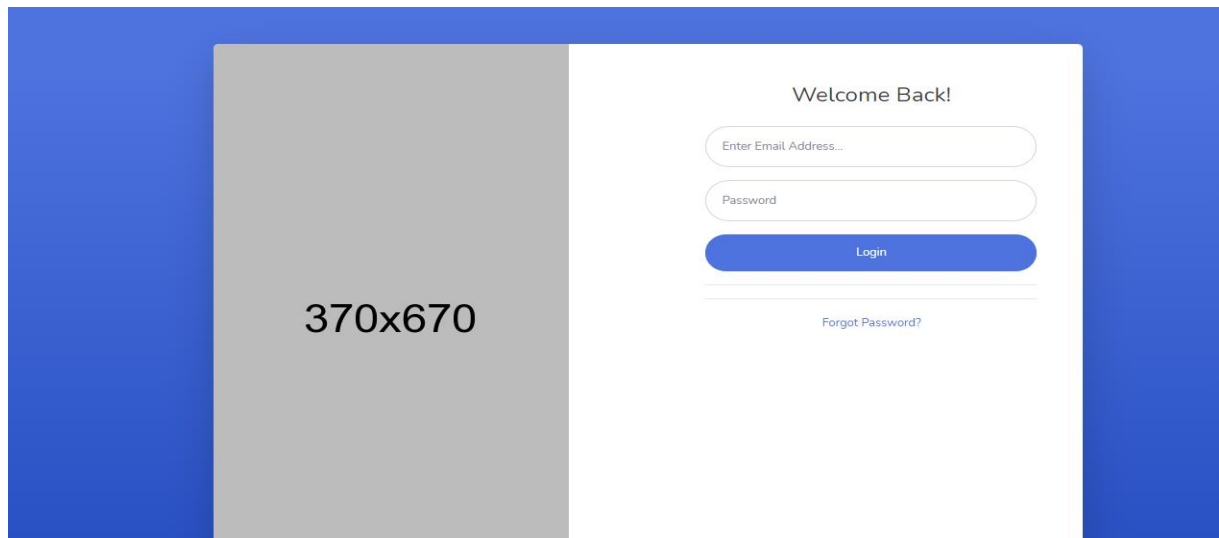 370x670
Welcome Back!
Enter Email Address...
Password
Login
Forgot Password?